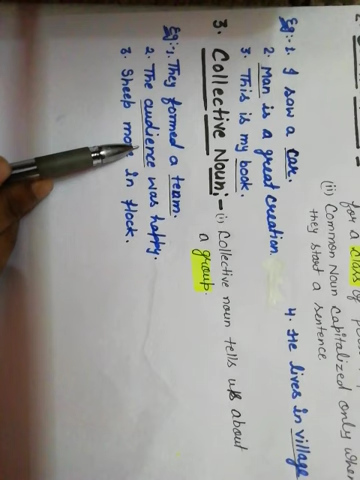 for a class of
(ii) Common Noun capitalized only when
they start a sentence
Eg:- 1. I saw a car.
2. Man is a great creation.
3. This is my book.
4. He lives in village
3. Collective Noun:- (i) Collective noun tells us about
a group.
Eg:- 1. They formed a team.
2. The audience was happy.
3. Sheep move in flock.